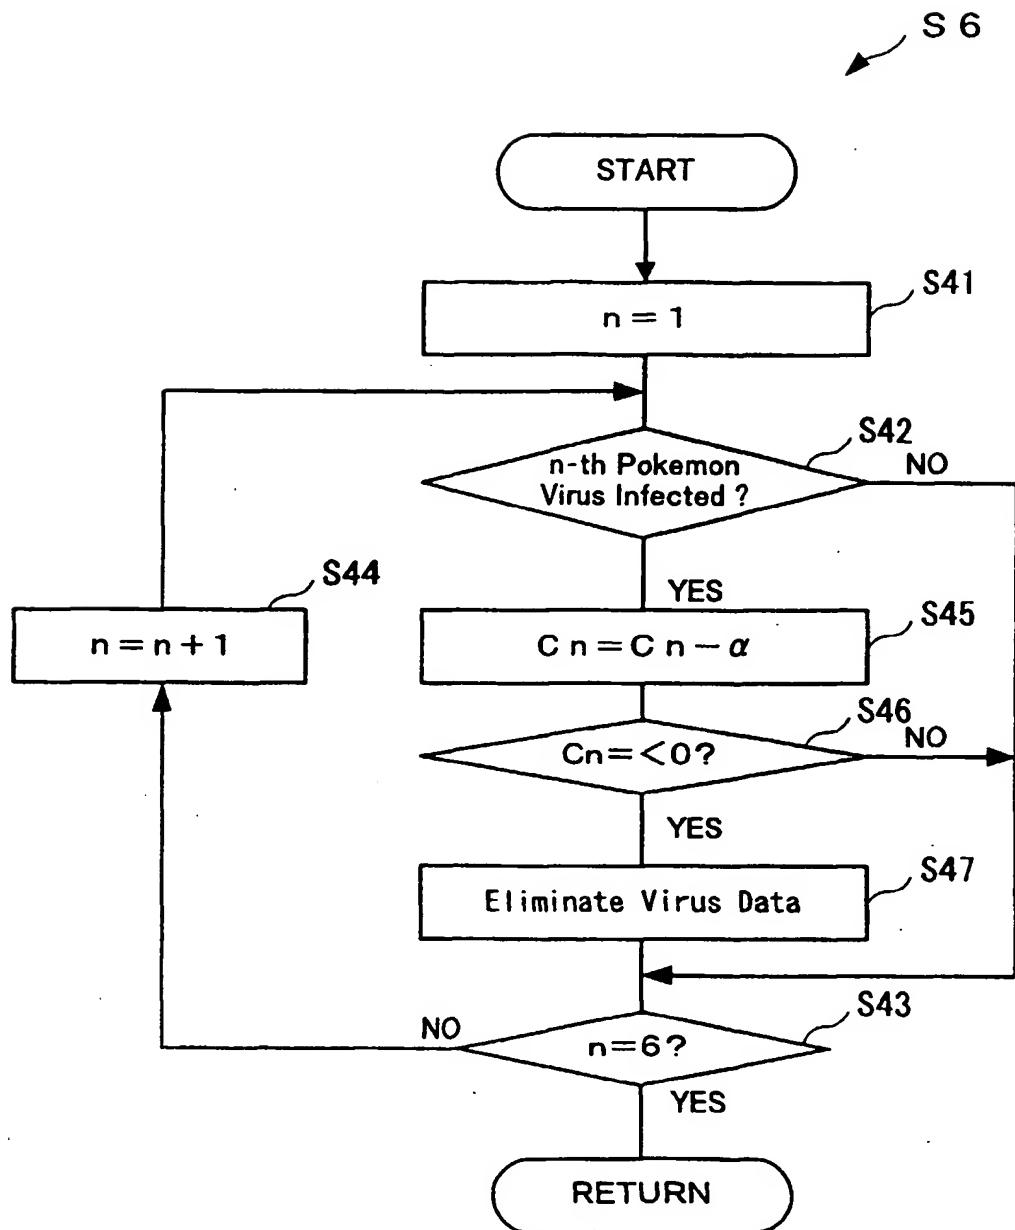 S 6
START
S41
n = 1
S42
n-th Pokemon
Virus Infected ?
NO
YES
S44
n = n + 1
S45
C n = C n - α
S46
Cn=<0?
NO
YES
S47
Eliminate Virus Data
S43
NO
n=6?
YES
RETURN